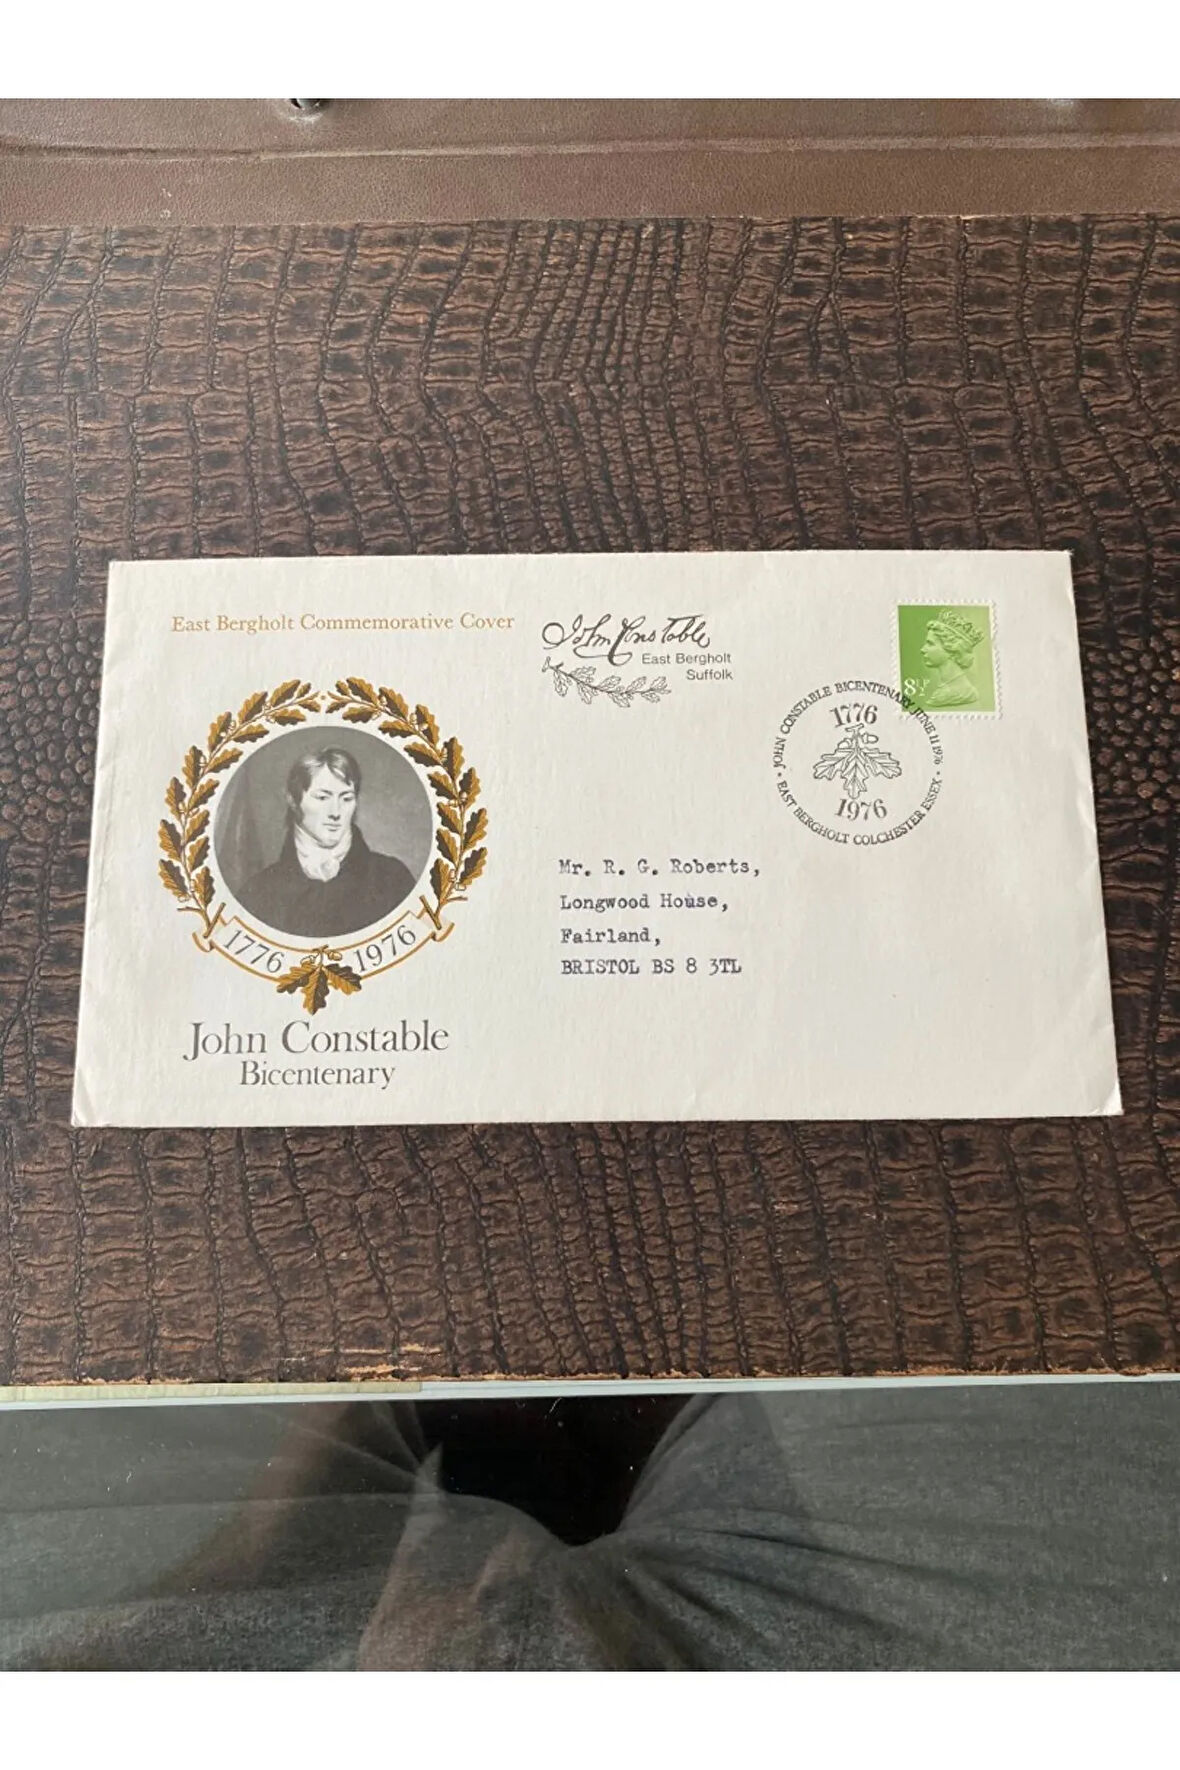 East Bergholt Commemorative Cover
John Constable
East Bergholt
Suffolk
8½P
JOHN CONSTABLE BICENTENARY JUNE 11 1976
1776
1976
EAST BERGHOLT COLCHESTER ESSEX
Mr. R. G. Roberts,
Longwood House,
Fairland,
BRISTOL BS 8 3TL
1776 1976
John Constable
Bicentenary